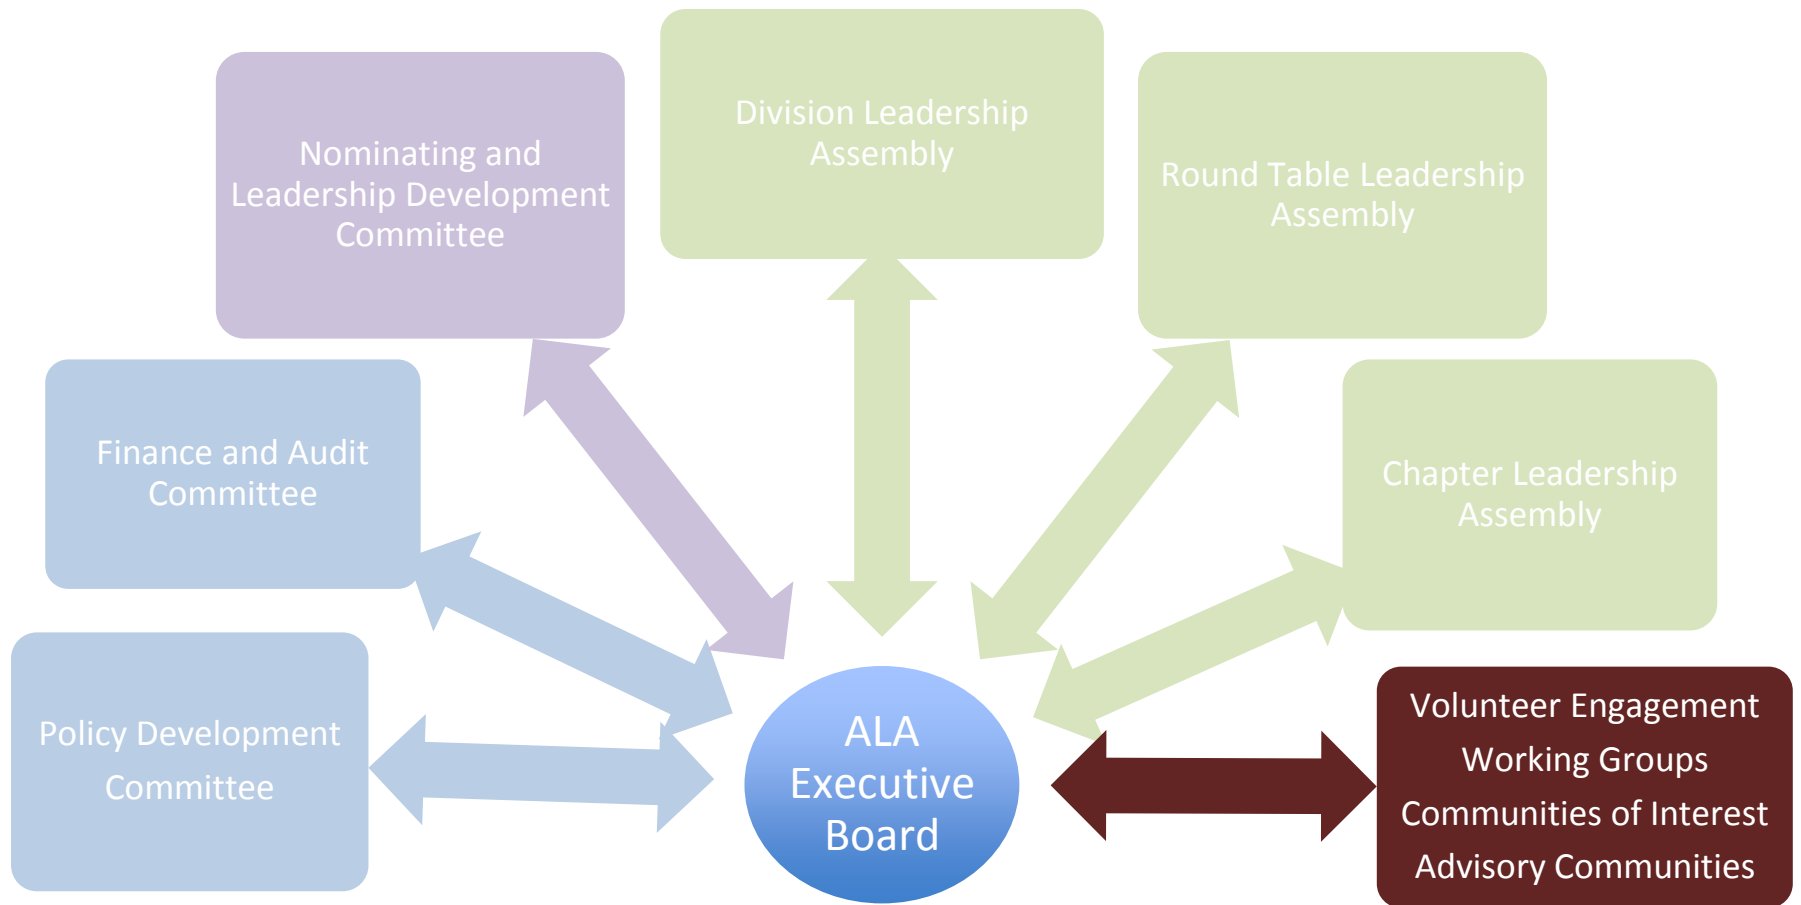 Division Leadership
Assembly
Nominating and
Leadership Development
Committee
Round Table Leadership
Assembly
Finance and Audit
Committee
Chapter Leadership
Assembly
Policy Development
Committee
ALA
Executive
Board
Volunteer Engagement
Working Groups
Communities of Interest
Advisory Communities